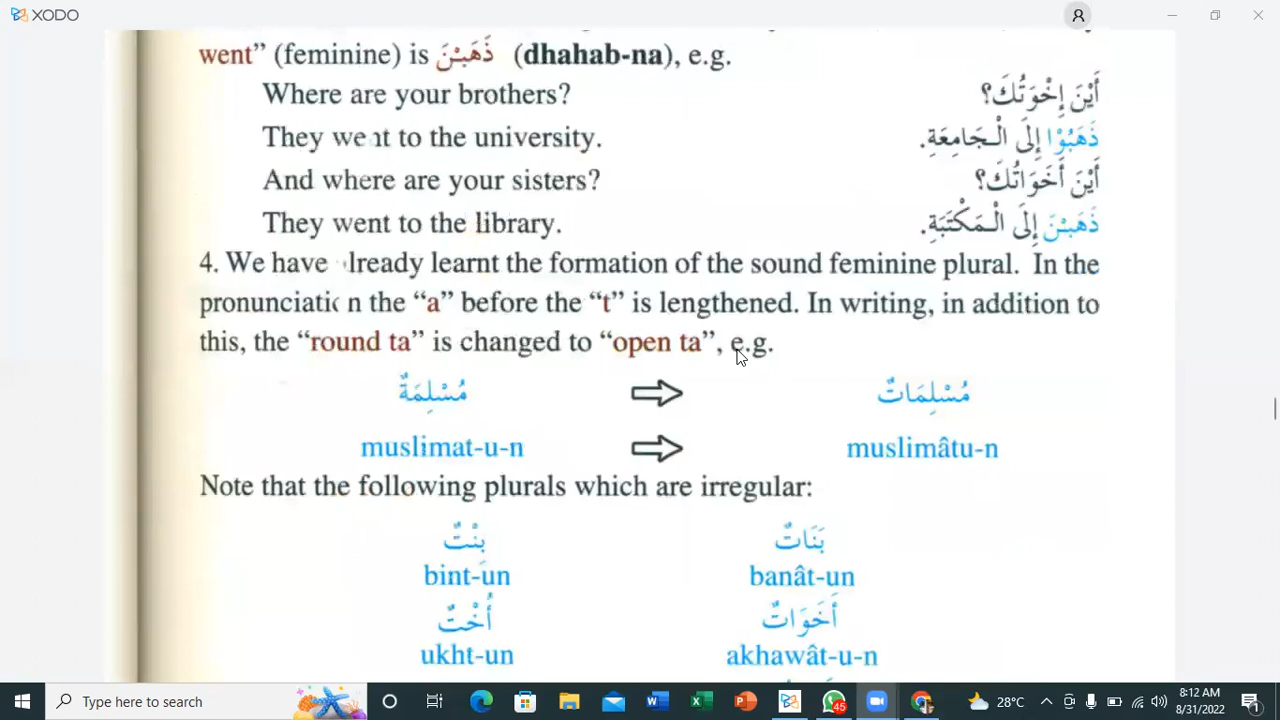 XODO
went” (feminine) is ذَهَبْنَ (dhahab-na), e.g.
Where are your brothers? أَيْنَ إِخْوَتُكَ؟
They went to the university. ذَهَبُوْا إِلَى الْجَامِعَةِ.
And where are your sisters? أَيْنَ أَخَوَاتُكَ؟
They went to the library. ذَهَبْنَ إِلَى الْمَكْتَبَةِ.
4. We have lready learnt the formation of the sound feminine plural. In the
pronunciatic n the “a” before the “t” is lengthened. In writing, in addition to
this, the “round ta” is changed to “open ta”, e.g.
مُسْلِمَةٌ ⇨ مُسْلِمَاتٌ
muslimat-u-n ⇨ muslimâtu-n
Note that the following plurals which are irregular:
بِنْتٌ بَنَاتٌ
bint-un banât-un
أُخْتٌ أَخَوَاتٌ
ukht-un akhawât-u-n
Type here to search
45
28°C
8:12 AM
8/31/2022
1